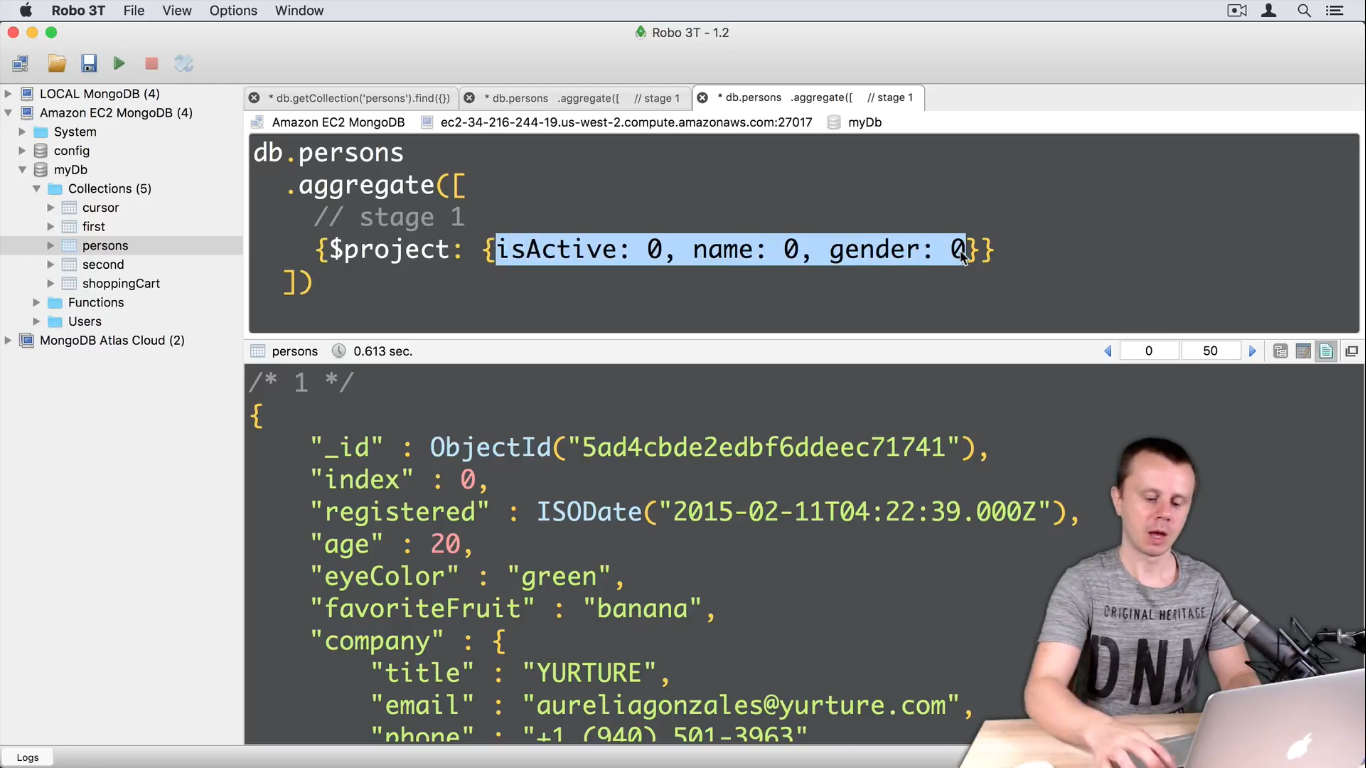 Robo 3T File View Options Window
Robo 3T - 1.2
LOCAL MongoDB (4)
Amazon EC2 MongoDB (4)
System
config
myDb
Collections (5)
cursor
first
persons
second
shoppingCart
Functions
Users
MongoDB Atlas Cloud (2)
* db.getCollection('persons').find({}) * db.persons .aggregate([ // stage 1 * db.persons .aggregate([ // stage 1
Amazon EC2 MongoDB ec2-34-216-244-19.us-west-2.compute.amazonaws.com:27017 myDb
db.persons
.aggregate([
// stage 1
{$project: {isActive: 0, name: 0, gender: 0}}
])
persons 0.613 sec. 0 50
/* 1 */
{
"_id" : ObjectId("5ad4cbde2edbf6ddeec71741"),
"index" : 0,
"registered" : ISODate("2015-02-11T04:22:39.000Z"),
"age" : 20,
"eyeColor" : "green",
"favoriteFruit" : "banana",
"company" : {
"title" : "YURTURE",
"email" : "aureliagonzales@yurture.com",
"phone" : "+1 (940) 501-3963"
ORIGINAL HERITAGE
DNM
Logs